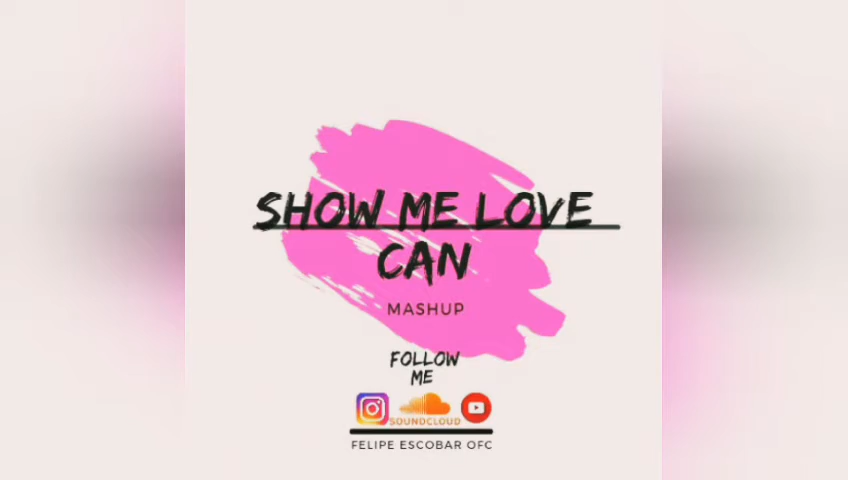 SHOW ME LOVE
CAN
MASHUP
FOLLOW
ME
SOUNDCLOUD
FELIPE ESCOBAR OFC